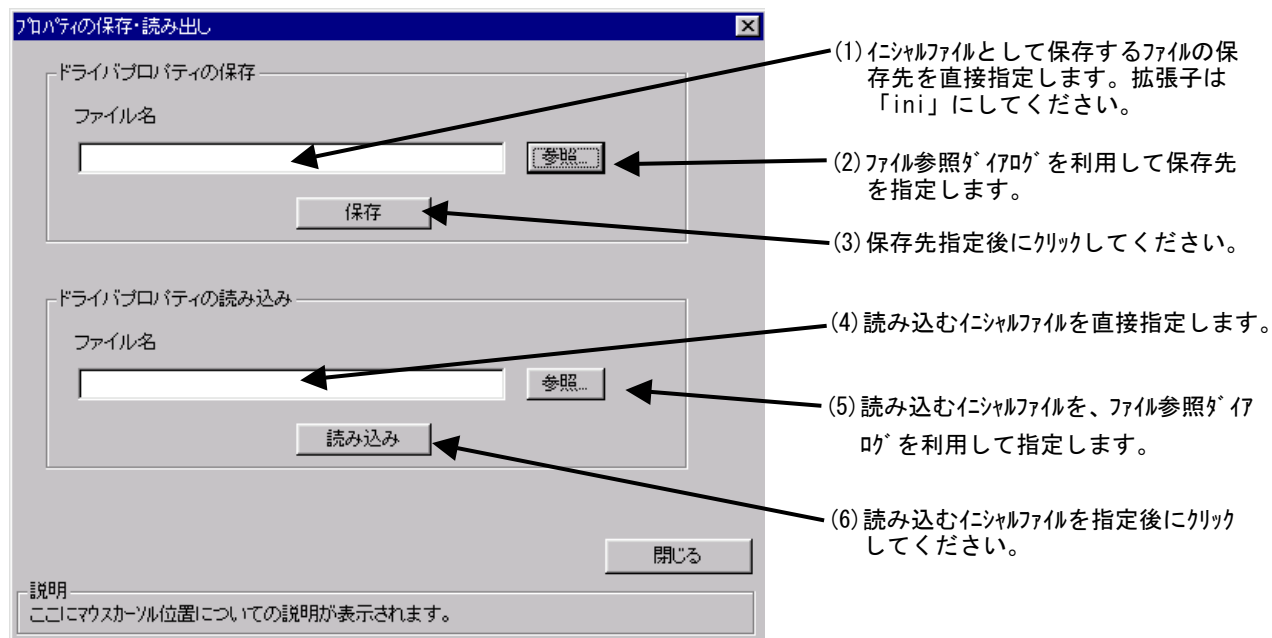 プロパティの保存・読み出し
ドライバプロパティの保存
ファイル名
参照...
保存
ドライバプロパティの読み込み
ファイル名
参照...
読み込み
閉じる
説明
ここにマウスカーソル位置についての説明が表示されます。
(1) イニシャルファイルとして保存するファイルの保
存先を直接指定します。拡張子は
「ini」にしてください。
(2) ファイル参照ダイアログを利用して保存先
を指定します。
(3) 保存先指定後にクリックしてください。
(4) 読み込むイニシャルファイルを直接指定します。
(5) 読み込むイニシャルファイルを、ファイル参照ダイア
ログを利用して指定します。
(6) 読み込むイニシャルファイルを指定後にクリック
してください。